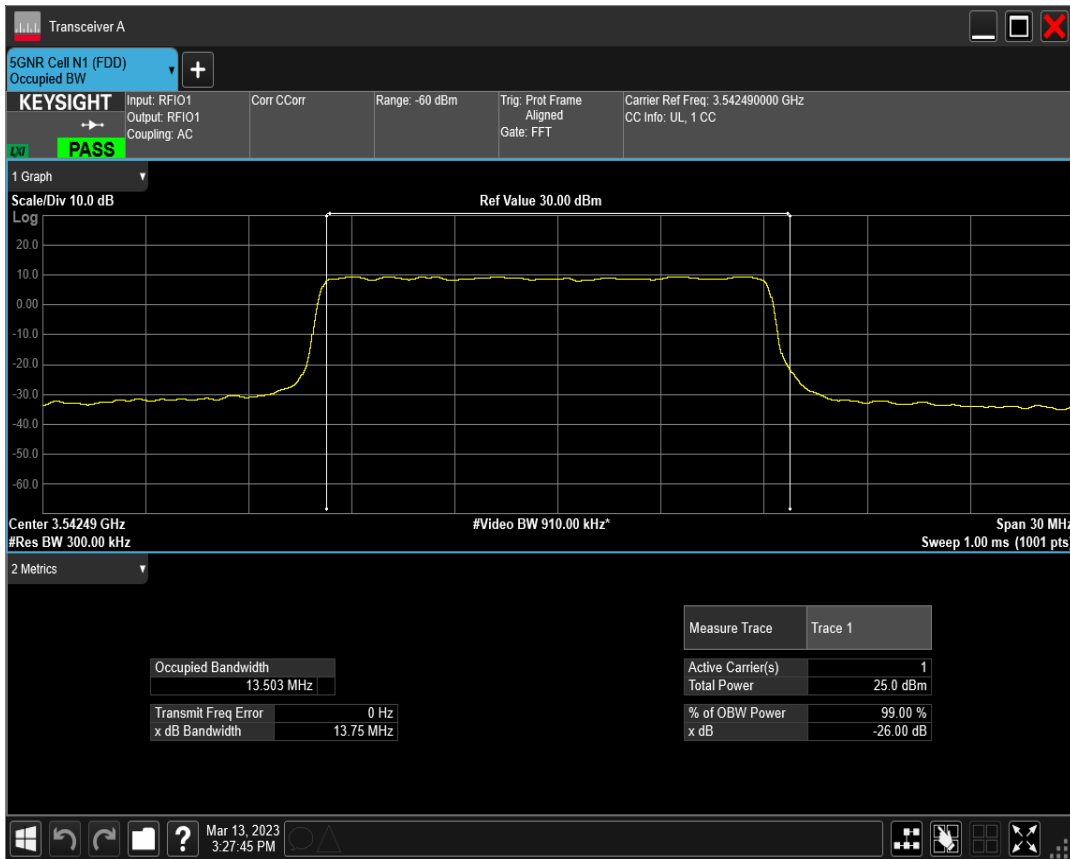 Transceiver A
5GNR Cell N1 (FDD)
Occupied BW
+
KEYSIGHT
LXI
PASS
Input: RFIO1
Output: RFIO1
Coupling: AC
Corr CCorr
Range: -60 dBm
Trig: Prot Frame
Aligned
Gate: FFT
Carrier Ref Freq: 3.542490000 GHz
CC Info: UL, 1 CC
1 Graph
Scale/Div 10.0 dB
Ref Value 30.00 dBm
Log
20.0
10.0
0.00
-10.0
-20.0
-30.0
-40.0
-50.0
-60.0
Center 3.54249 GHz
#Video BW 910.00 kHz*
Span 30 MHz
#Res BW 300.00 kHz
Sweep 1.00 ms (1001 pts)
2 Metrics
Measure Trace Trace 1
Occupied Bandwidth
13.503 MHz
Active Carrier(s) 1
Total Power 25.0 dBm
Transmit Freq Error 0 Hz
x dB Bandwidth 13.75 MHz
% of OBW Power 99.00 %
x dB -26.00 dB
?
Mar 13, 2023
3:27:45 PM